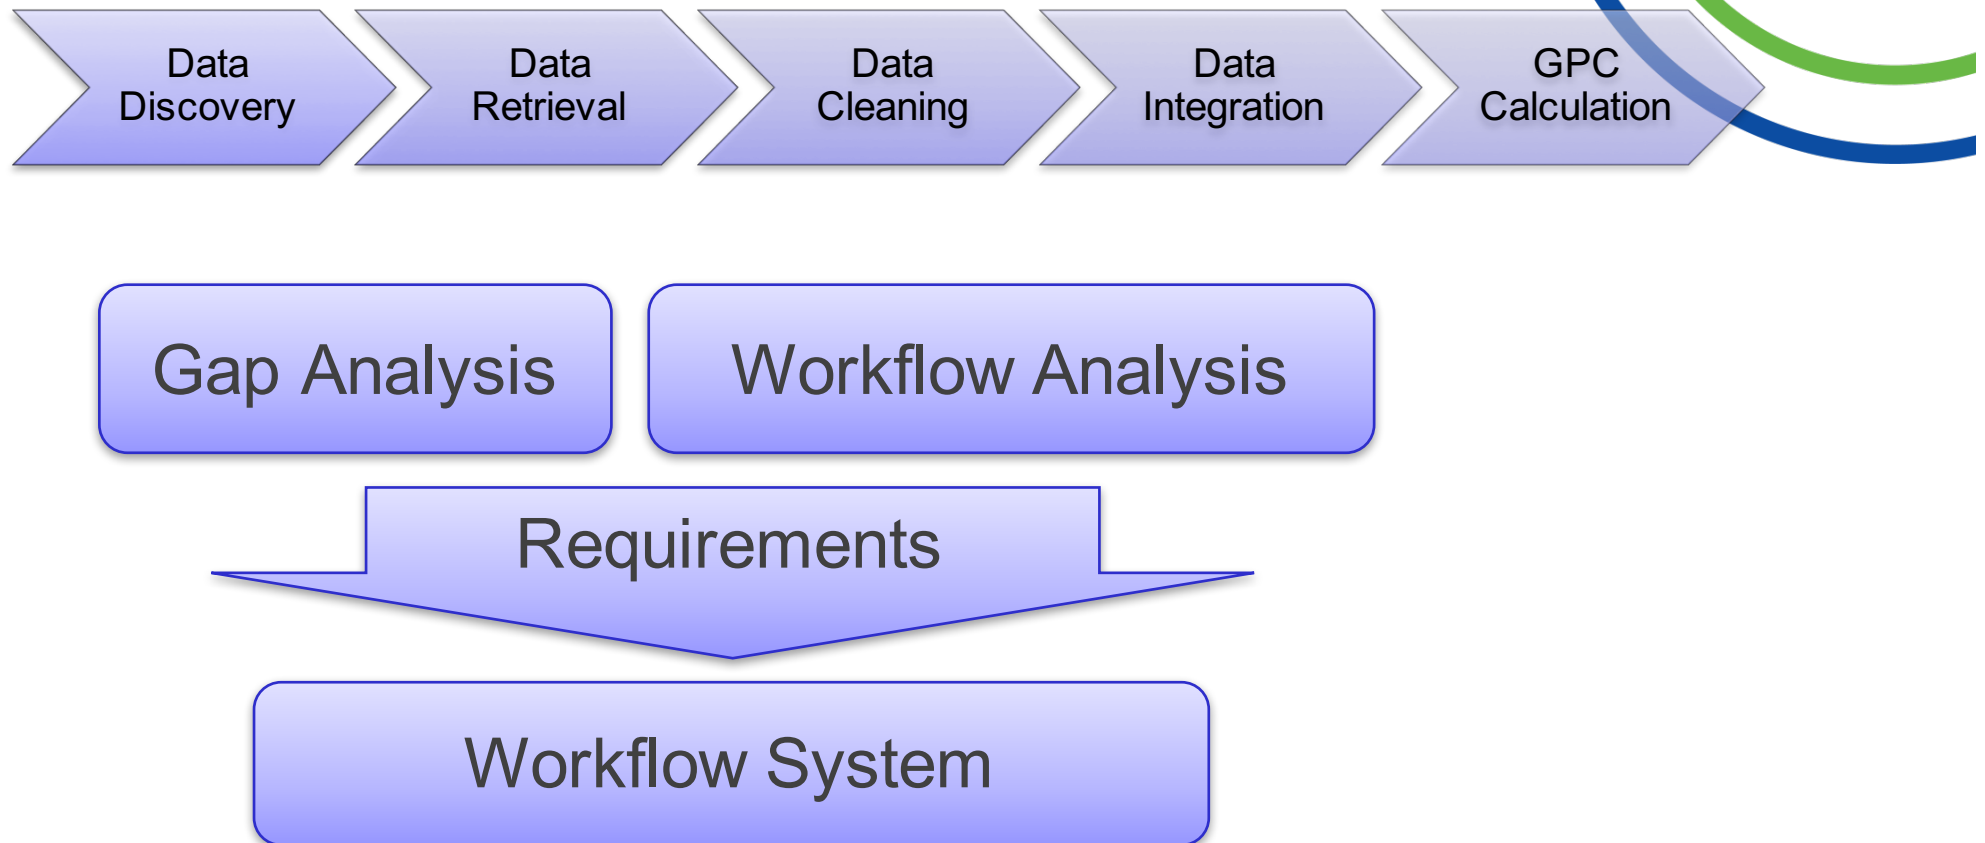 Data
Discovery
Data
Retrieval
Data
Cleaning
Data
Integration
GPC
Calculation
Gap Analysis
Workflow Analysis
Requirements
Workflow System